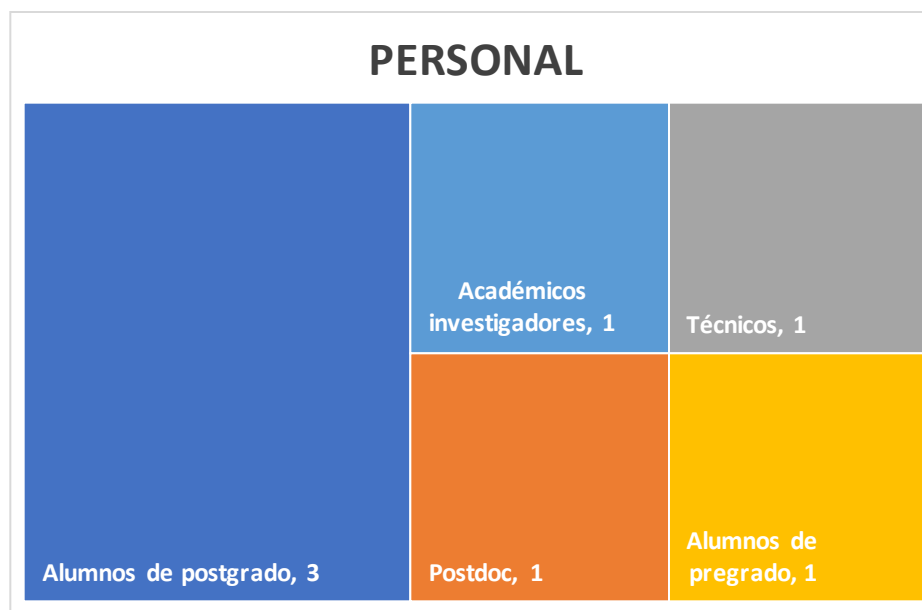 PERSONAL
Académicos
investigadores, 1
Técnicos, 1
Alumnos de postgrado, 3
Postdoc, 1
Alumnos de
pregrado, 1